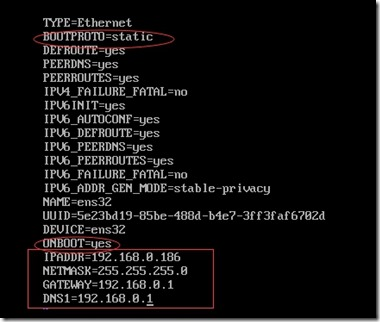 TYPE=Ethernet
BOOTPROTO=static
DEFROUTE=yes
PEERDNS=yes
PEERROUTES=yes
IPV4_FAILURE_FATAL=no
IPV6INIT=yes
IPV6_AUTOCONF=yes
IPV6_DEFROUTE=yes
IPV6_PEERDNS=yes
IPV6_PEERROUTES=yes
IPV6_FAILURE_FATAL=no
IPV6_ADDR_GEN_MODE=stable-privacy
NAME=ens32
UUID=5e23bd19-85be-488d-b4e7-3ff3faf6702d
DEVICE=ens32
ONBOOT=yes
IPADDR=192.168.0.186
NETMASK=255.255.255.0
GATEWAY=192.168.0.1
DNS1=192.168.0.1